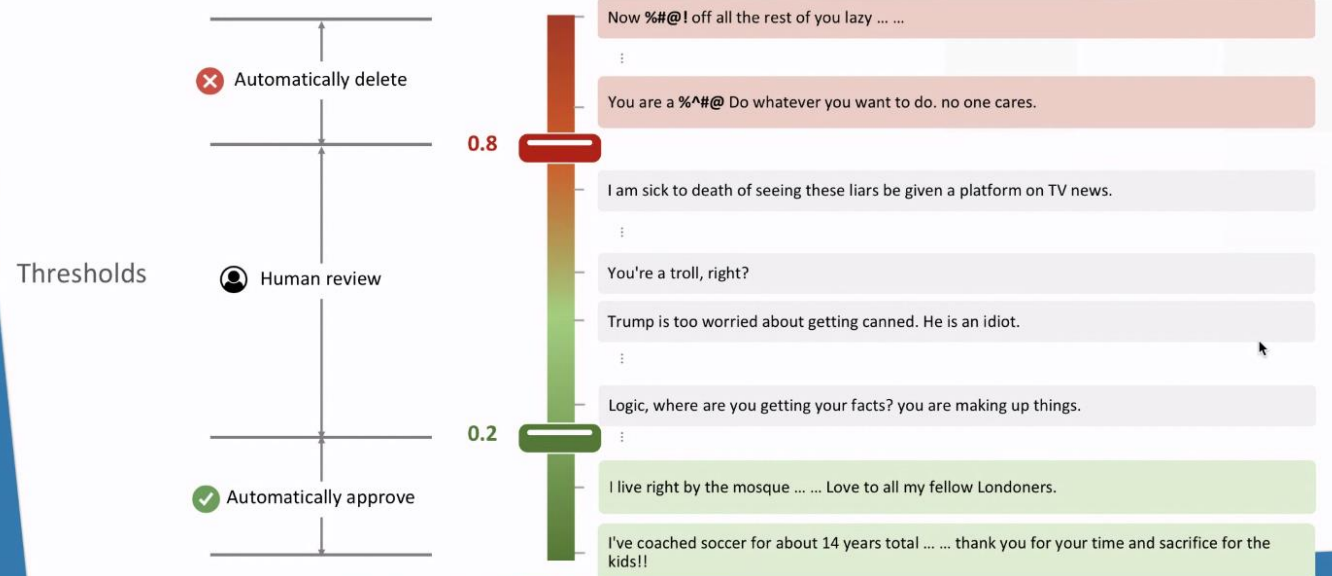 Now %#@! off all the rest of you lazy ... ...
⋮
Automatically delete
You are a %^#@ Do whatever you want to do. no one cares.
0.8
I am sick to death of seeing these liars be given a platform on TV news.
⋮
Thresholds
Human review
You're a troll, right?
Trump is too worried about getting canned. He is an idiot.
⋮
Logic, where are you getting your facts? you are making up things.
0.2
⋮
Automatically approve
I live right by the mosque ... ... Love to all my fellow Londoners.
I've coached soccer for about 14 years total ... ... thank you for your time and sacrifice for the
kids!!